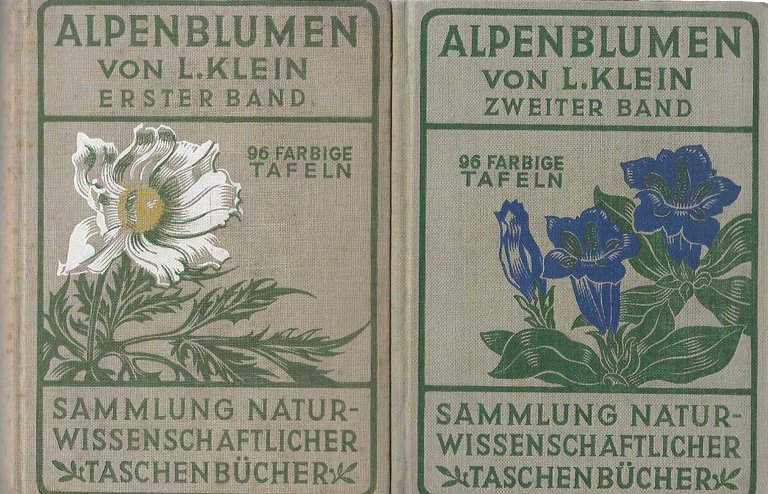 ALPENBLUMEN
VON L. KLEIN
ERSTER BAND
96 FARBIGE
TAFELN
SAMMLUNG NATUR-
WISSENSCHAFTLICHER
TASCHENBÜCHER
ALPENBLUMEN
VON L. KLEIN
ZWEITER BAND
96 FARBIGE
TAFELN
SAMMLUNG NATUR-
WISSENSCHAFTLICHER
TASCHENBÜCHER